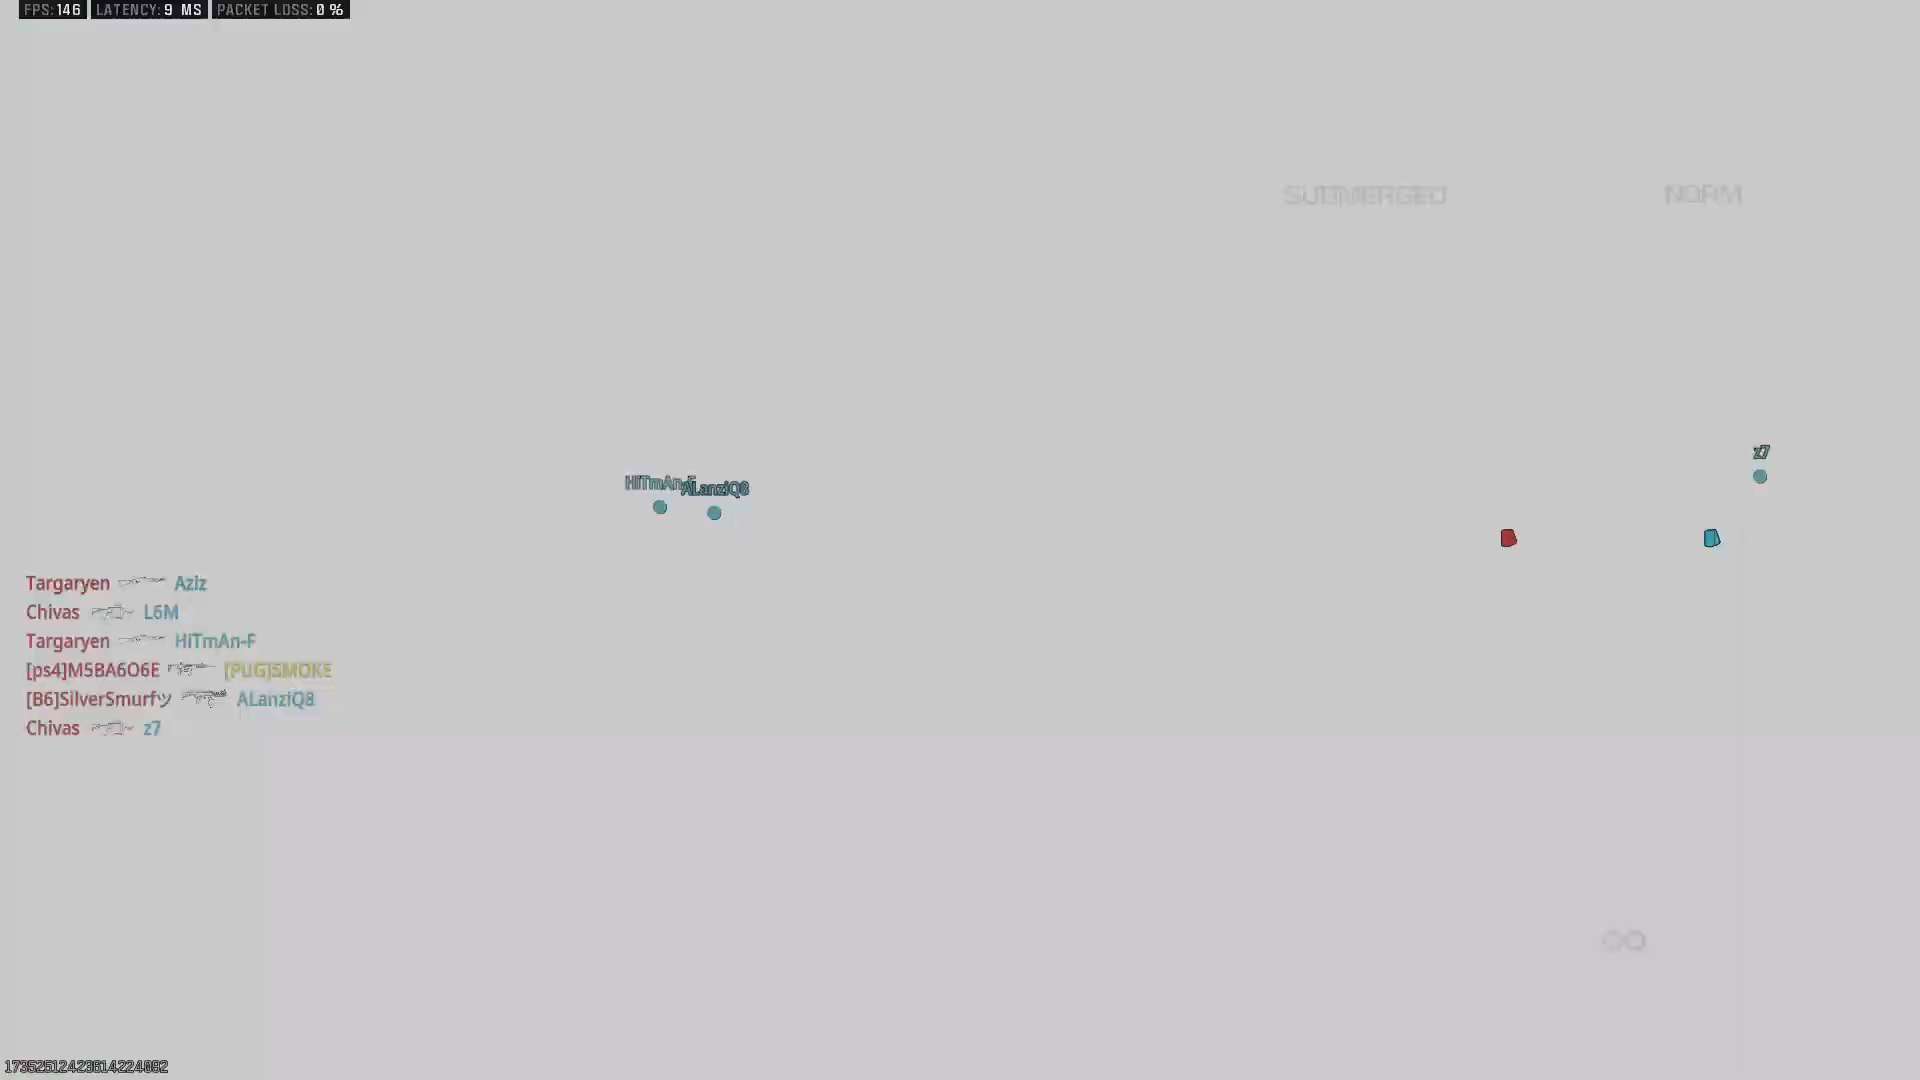 FPS: 146 LATENCY: 9 MS PACKET LOSS: 0 %
SUBMERGED NORM
z7
HiTmAn-F ALanziQ8
Targaryen Aziz
Chivas L6M
Targaryen HiTmAn-F
[ps4]M5BA6O6E [PUG]SMOKE
[B6]SilverSmurfツ ALanziQ8
Chivas z7